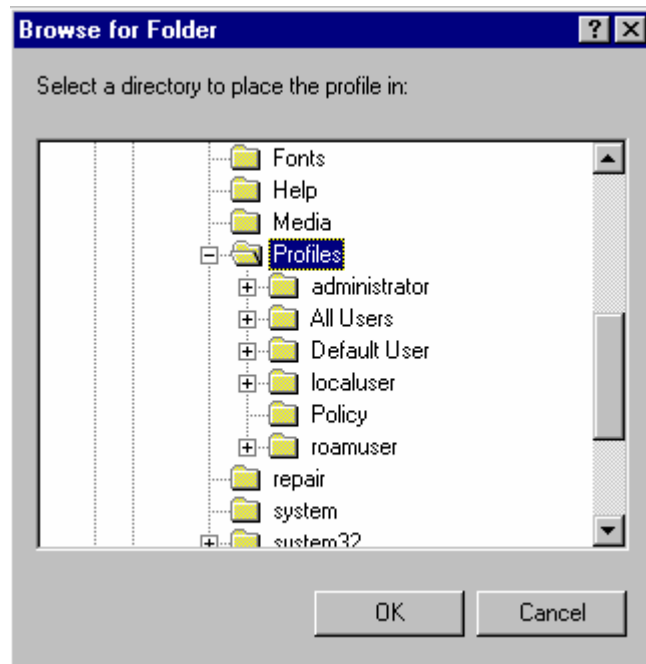 Browse for Folder
Select a directory to place the profile in:
Fonts
Help
Media
Profiles
administrator
All Users
Default User
localuser
Policy
roamuser
repair
system
system32
OK Cancel